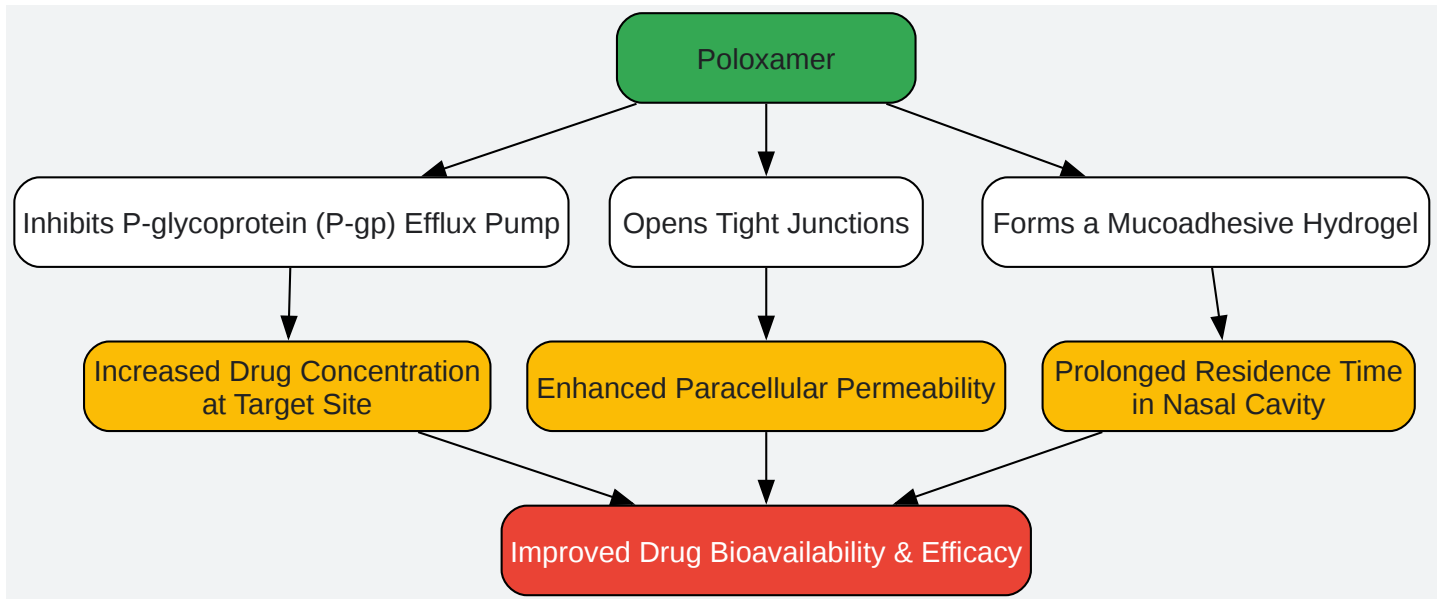 Poloxamer
Inhibits P-glycoprotein (P-gp) Efflux Pump
Opens Tight Junctions
Forms a Mucoadhesive Hydrogel
Increased Drug Concentration
at Target Site
Enhanced Paracellular Permeability
Prolonged Residence Time
in Nasal Cavity
Improved Drug Bioavailability & Efficacy